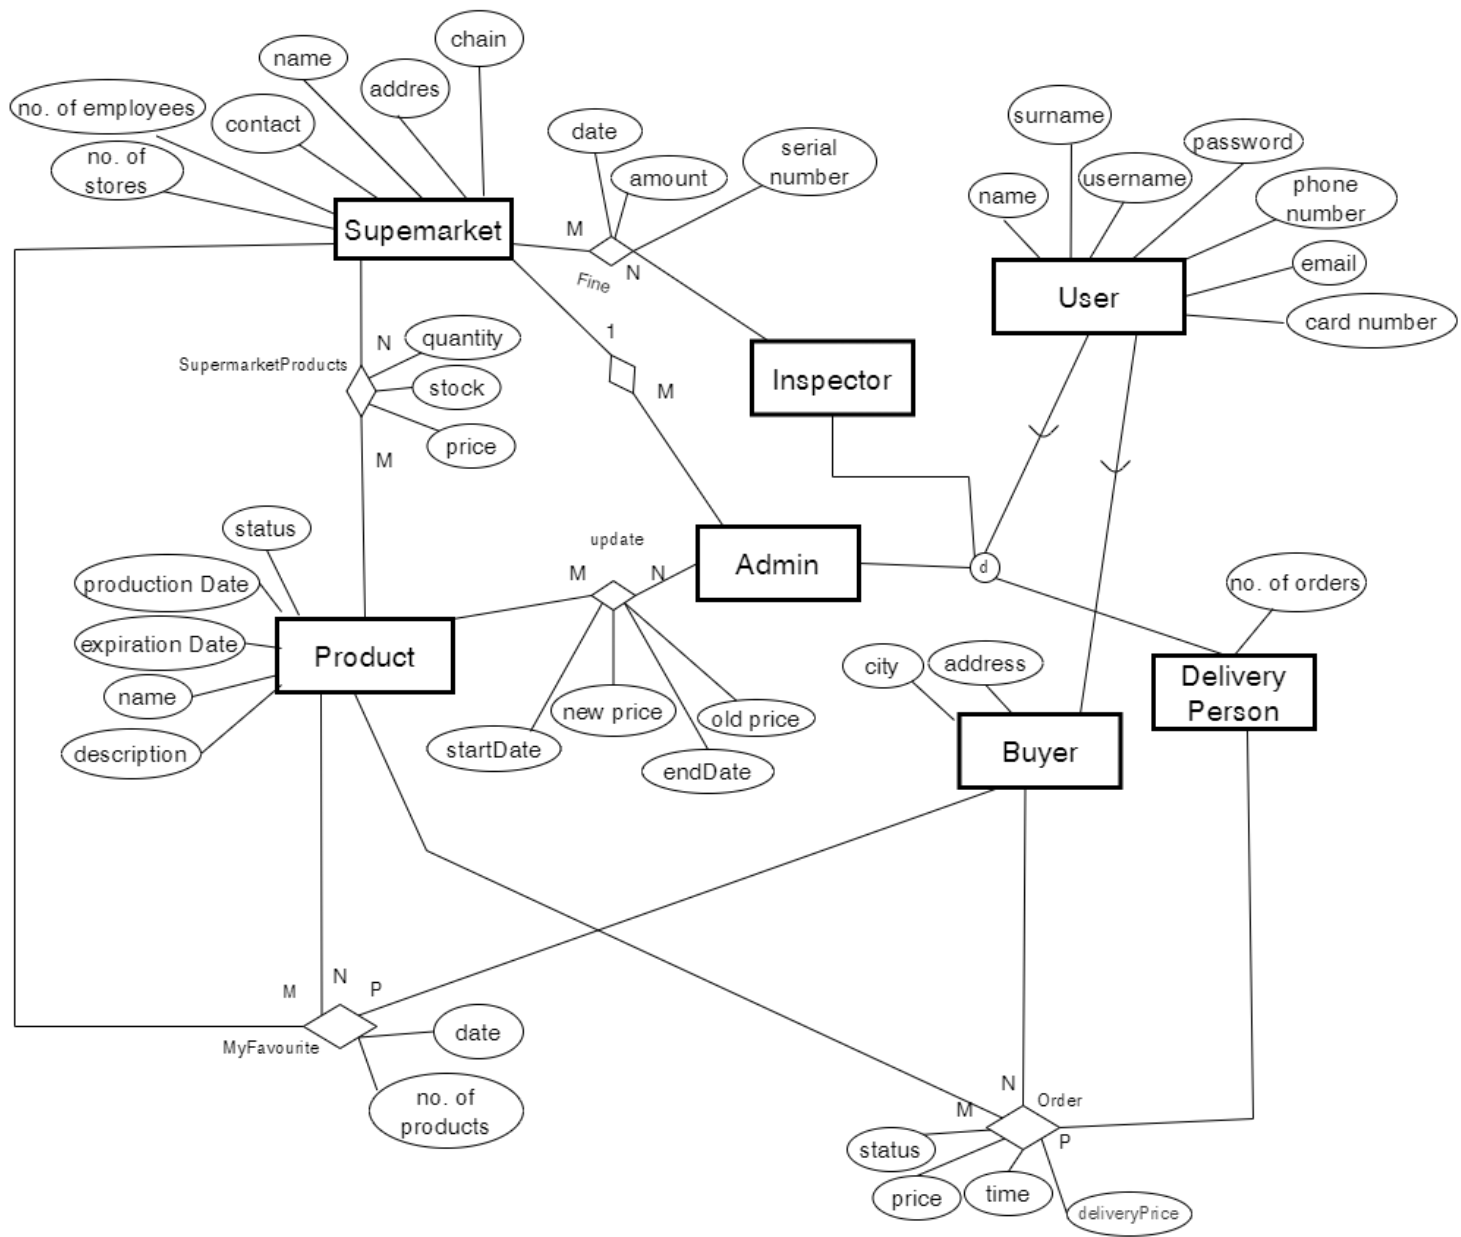 chain
name
addres
no. of employees
contact
no. of
stores
date
serial
number
amount
surname
password
username
name
phone
number
Supemarket
M
N
Fine
email
User
card number
1
N
quantity
SupermarketProducts
stock
M
Inspector
price
M
status
update
production Date
M
N
Admin
d
no. of orders
expiration Date
Product
city
address
name
new price
old price
Delivery
Person
description
startDate
endDate
Buyer
M
N
P
date
MyFavourite
no. of
products
N
Order
M
P
status
price
time
deliveryPrice